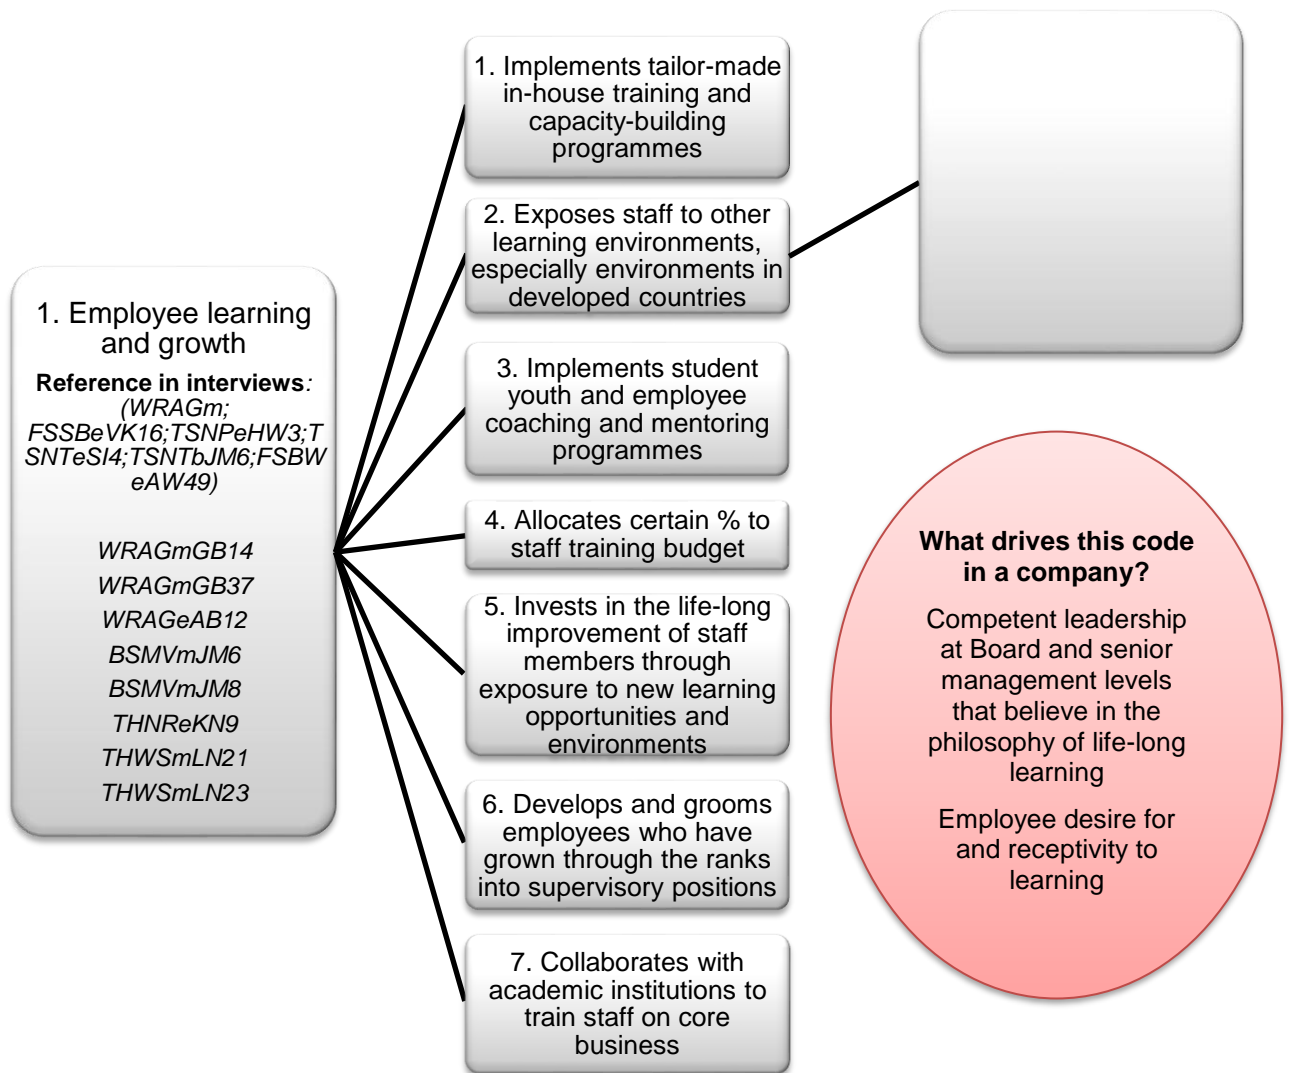 1. Employee learning
and growth
Reference in interviews:
(WRAGm;
FSSBeVK16;TSNPeHW3;T
SNTeSI4;TSNTbJM6;FSBW
eAW49)
WRAGmGB14
WRAGmGB37
WRAGeAB12
BSMVmJM6
BSMVmJM8
THNReKN9
THWSmLN21
THWSmLN23
1. Implements tailor-made
in-house training and
capacity-building
programmes
2. Exposes staff to other
learning environments,
especially environments in
developed countries
3. Implements student
youth and employee
coaching and mentoring
programmes
4. Allocates certain % to
staff training budget
5. Invests in the life-long
improvement of staff
members through
exposure to new learning
opportunities and
environments
6. Develops and grooms
employees who have
grown through the ranks
into supervisory positions
7. Collaborates with
academic institutions to
train staff on core
business
What drives this code
in a company?
Competent leadership
at Board and senior
management levels
that believe in the
philosophy of life-long
learning
Employee desire for
and receptivity to
learning